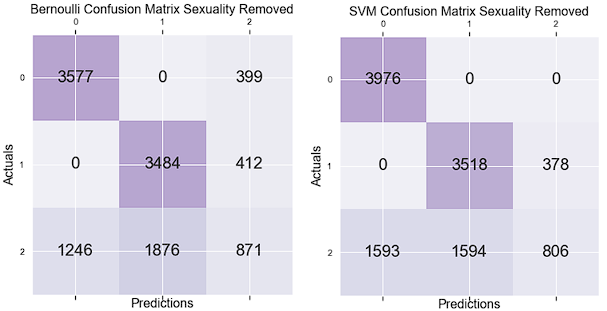 Bernoulli Confusion Matrix Sexuality Removed
0 1 2
0 3577 0 399
1 0 3484 412
2 1246 1876 871
Actuals
Predictions
SVM Confusion Matrix Sexuality Removed
0 1 2
0 3976 0 0
1 0 3518 378
2 1593 1594 806
Actuals
Predictions